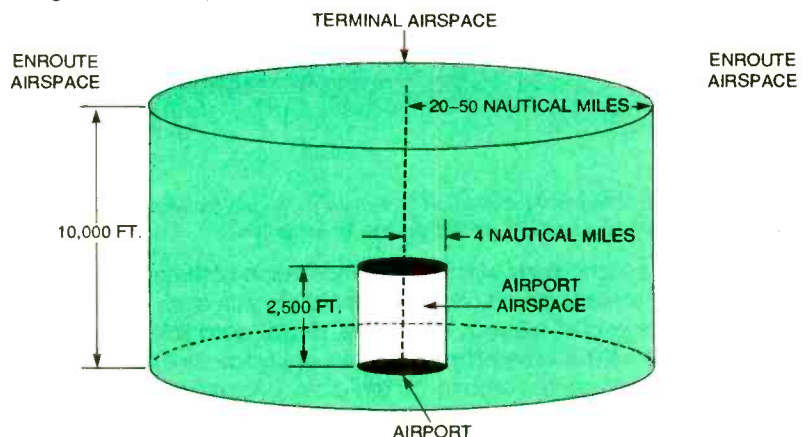 TERMINAL AIRSPACE
ENROUTE
AIRSPACE
ENROUTE
AIRSPACE
20–50 NAUTICAL MILES
10,000 FT.
4 NAUTICAL MILES
2,500 FT.
AIRPORT
AIRSPACE
AIRPORT